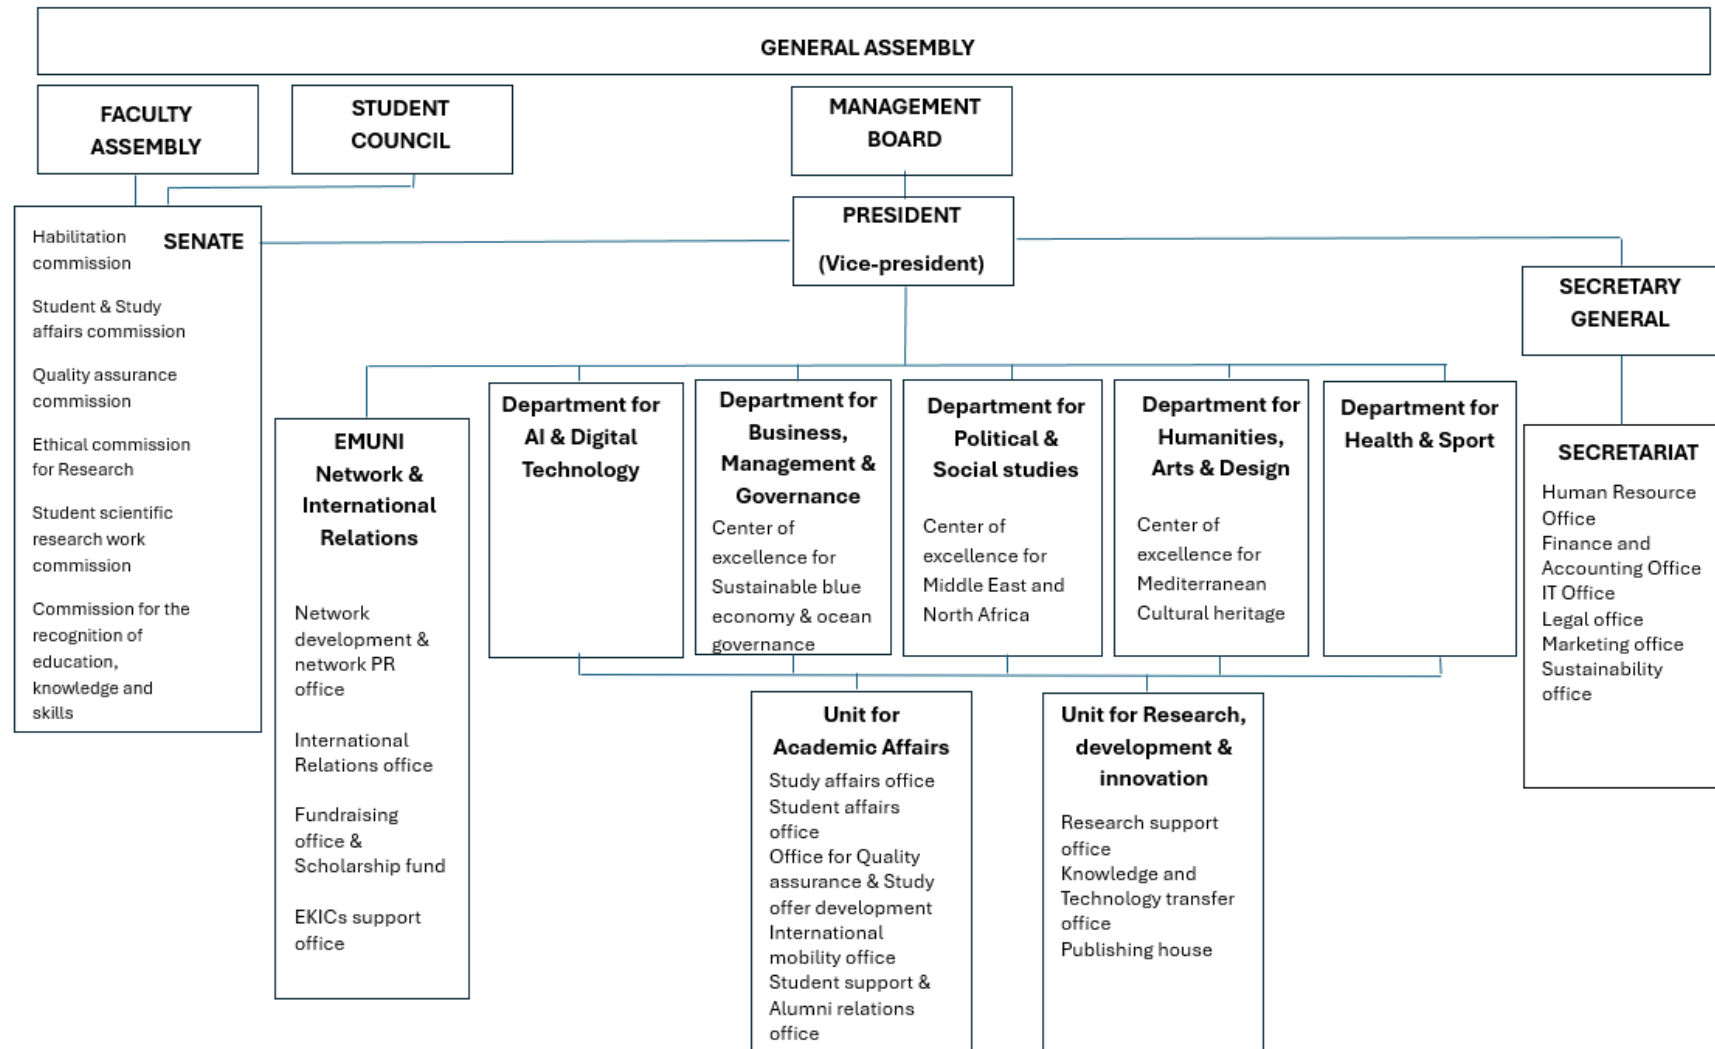 GENERAL ASSEMBLY
FACULTY
ASSEMBLY
STUDENT
COUNCIL
MANAGEMENT
BOARD
PRESIDENT
(Vice-president)
SENATE
Habilitation
commission
Student & Study
affairs commission
Quality assurance
commission
Ethical commission
for Research
Student scientific
research work
commission
Commission for the
recognition of
education,
knowledge and
skills
SECRETARY
GENERAL
EMUNI
Network &
International
Relations
Network
development &
network PR
office
International
Relations office
Fundraising
office &
Scholarship fund
EKICs support
office
Department for
AI & Digital
Technology
Department for
Business,
Management &
Governance
Center of
excellence for
Sustainable blue
economy & ocean
governance
Department for
Political &
Social studies
Center of
excellence for
Middle East and
North Africa
Department for
Humanities,
Arts & Design
Center of
excellence for
Mediterranean
Cultural heritage
Department for
Health & Sport
SECRETARIAT
Human Resource
Office
Finance and
Accounting Office
IT Office
Legal office
Marketing office
Sustainability
office
Unit for
Academic Affairs
Study affairs office
Student affairs
office
Office for Quality
assurance & Study
offer development
International
mobility office
Student support &
Alumni relations
office
Unit for Research,
development &
innovation
Research support
office
Knowledge and
Technology transfer
office
Publishing house